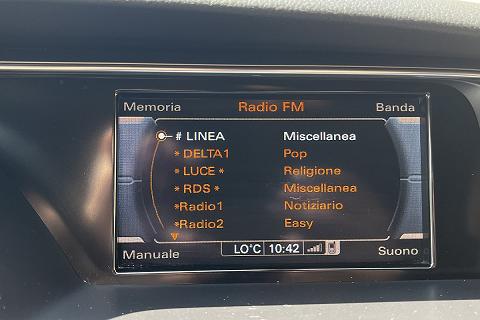 Memoria Radio FM Banda
# LINEA Miscellanea
* DELTA1 Pop
* LUCE * Religione
* RDS * Miscellanea
*Radio1 Notiziario
*Radio2 Easy
LO°C 10:42
Manuale Suono